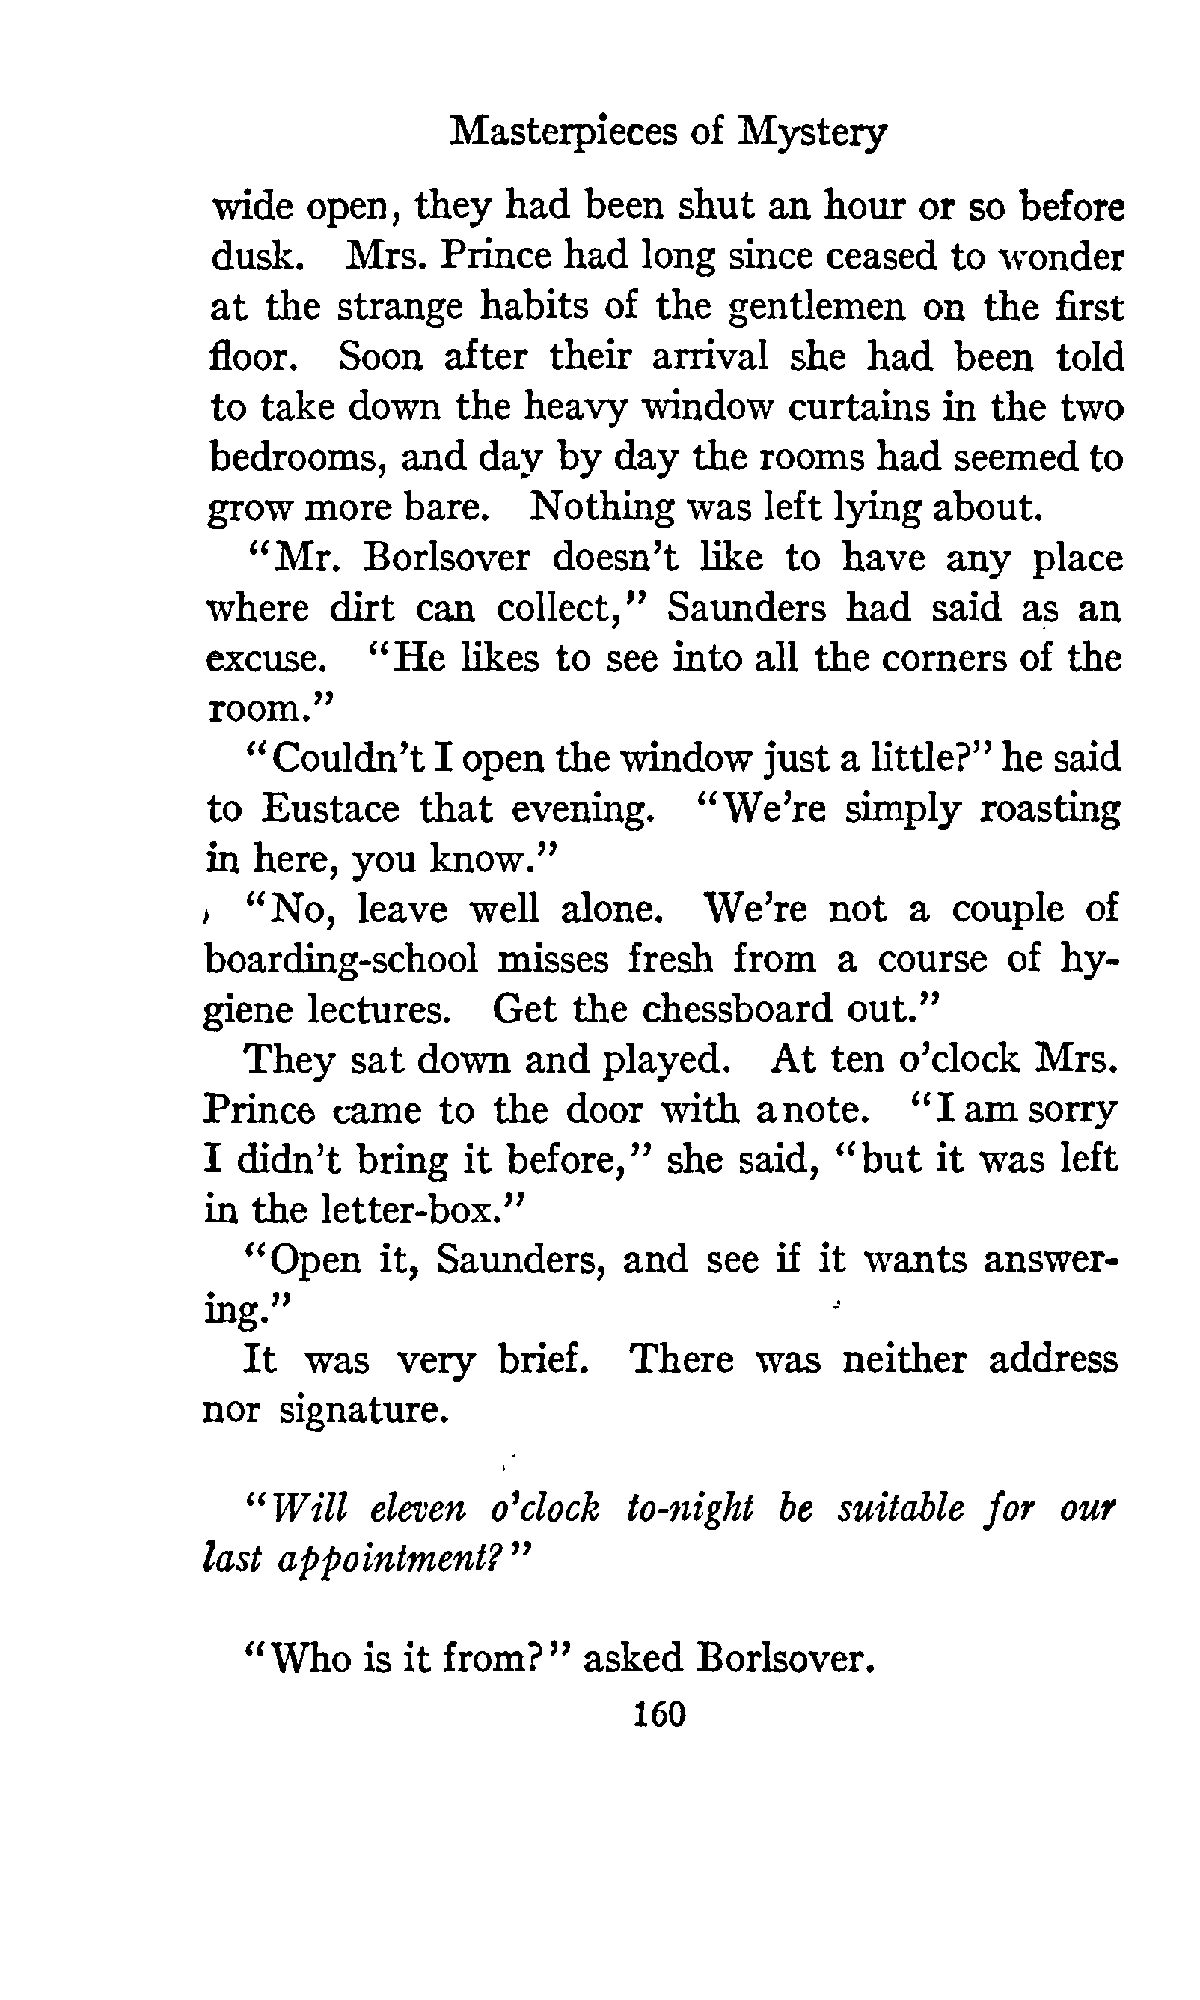 Masterpieces of Mystery
wide open, they had been shut an hour or so before
dusk. Mrs. Prince had long since ceased to wonder
at the strange habits of the gentlemen on the first
floor. Soon after their arrival she had been told
to take down the heavy window curtains in the two
bedrooms, and day by day the rooms had seemed to
grow more bare. Nothing was left lying about.
"Mr. Borlsover doesn't like to have any place
where dirt can collect," Saunders had said as an
excuse. "He likes to see into all the corners of the
room."
"Couldn't I open the window just a little?" he said
to Eustace that evening. "We're simply roasting
in here, you know."
"No, leave well alone. We're not a couple of
boarding-school misses fresh from a course of hy-
giene lectures. Get the chessboard out."
They sat down and played. At ten o'clock Mrs.
Prince came to the door with a note. "I am sorry
I didn't bring it before," she said, "but it was left
in the letter-box."
"Open it, Saunders, and see if it wants answer-
ing."
It was very brief. There was neither address
nor signature.
"Will eleven o'clock to-night be suitable for our
last appointment?"
"Who is it from?" asked Borlsover.
160